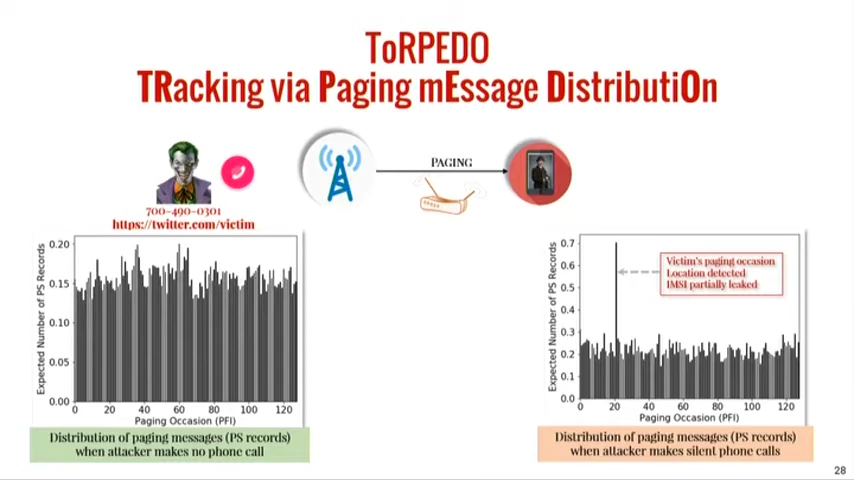 ToRPEDO
TRacking via Paging mEssage DistributiOn
PAGING
700-490-0301
https://twitter.com/victim
Expected Number of PS Records
0.20
0.15
0.10
0.05
0.00
0 20 40 60 80 100 120
Paging Occasion (PFI)
Distribution of paging messages (PS records)
when attacker makes no phone call
Expected Number of PS Records
0.7
0.6
0.5
0.4
0.3
0.2
0.1
0.0
Victim's paging occasion
Location detected
IMSI partially leaked
0 20 40 60 80 100 120
Paging Occasion (PFI)
Distribution of paging messages (PS records)
when attacker makes silent phone calls
28